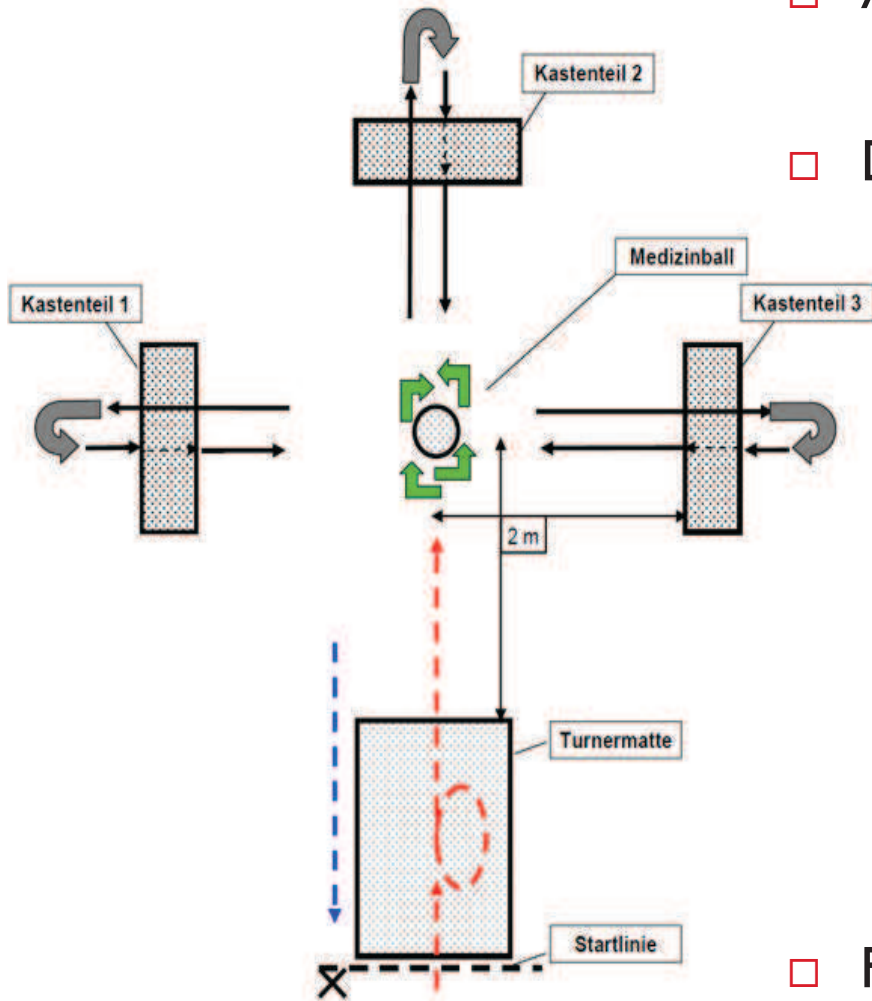 Kastenteil 2
Medizinball
Kastenteil 1
Kastenteil 3
2 m
Turnermatte
Startlinie
X